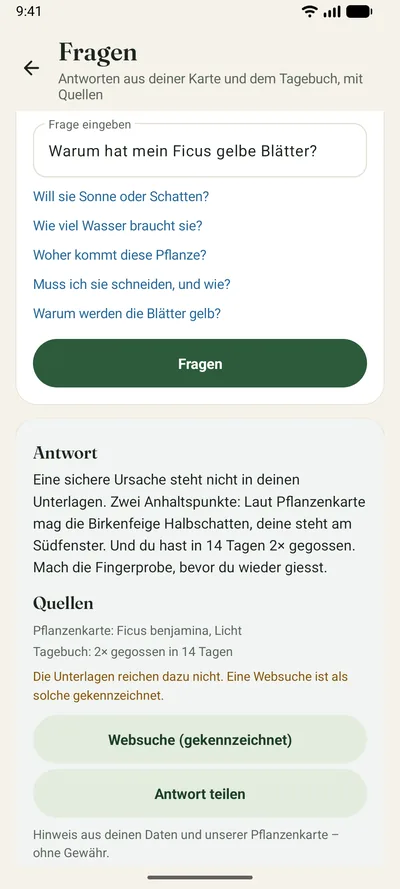 9:41
Fragen
Antworten aus deiner Karte und dem Tagebuch, mit
Quellen
Frage eingeben
Warum hat mein Ficus gelbe Blätter?
Will sie Sonne oder Schatten?
Wie viel Wasser braucht sie?
Woher kommt diese Pflanze?
Muss ich sie schneiden, und wie?
Warum werden die Blätter gelb?
Fragen
Antwort
Eine sichere Ursache steht nicht in deinen
Unterlagen. Zwei Anhaltspunkte: Laut Pflanzenkarte
mag die Birkenfeige Halbschatten, deine steht am
Südfenster. Und du hast in 14 Tagen 2× gegossen.
Mach die Fingerprobe, bevor du wieder giesst.
Quellen
Pflanzenkarte: Ficus benjamina, Licht
Tagebuch: 2× gegossen in 14 Tagen
Die Unterlagen reichen dazu nicht. Eine Websuche ist als
solche gekennzeichnet.
Websuche (gekennzeichnet)
Antwort teilen
Hinweis aus deinen Daten und unserer Pflanzenkarte –
ohne Gewähr.